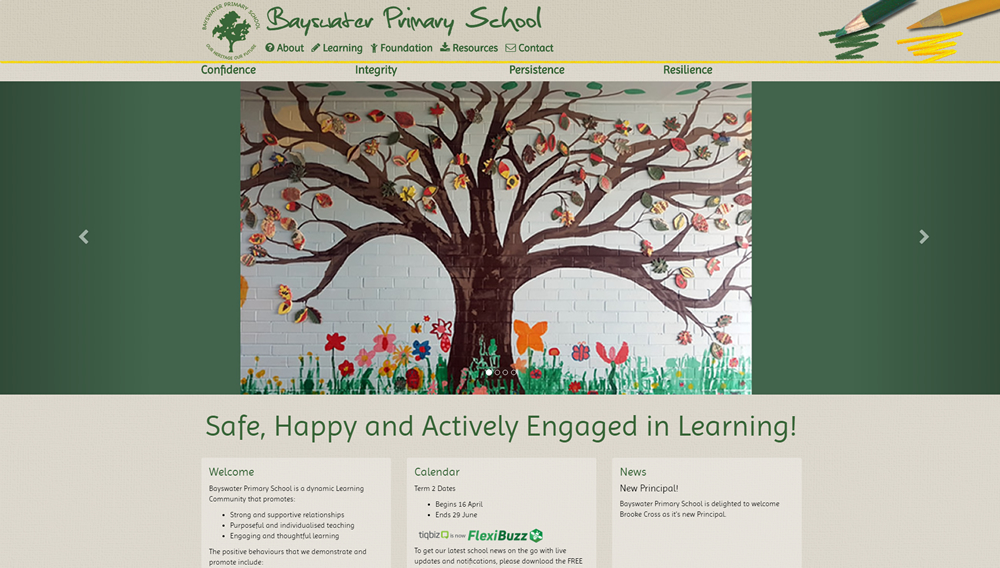 BAYSWATER PRIMARY SCHOOL
OUR HERITAGE OUR FUTURE
Bayswater Primary School
About Learning Foundation Resources Contact
Confidence Integrity Persistence Resilience
Safe, Happy and Actively Engaged in Learning!
Welcome
Bayswater Primary School is a dynamic Learning
Community that promotes:
Strong and supportive relationships
Purposeful and individualised teaching
Engaging and thoughtful learning
The positive behaviours that we demonstrate and
promote include:
Calendar
Term 2 Dates
Begins 16 April
Ends 29 June
tiqbiz is now FlexiBuzz
To get our latest school news on the go with live
updates and notifications, please download the FREE
News
New Principal!
Bayswater Primary School is delighted to welcome
Brooke Cross as it's new Principal.